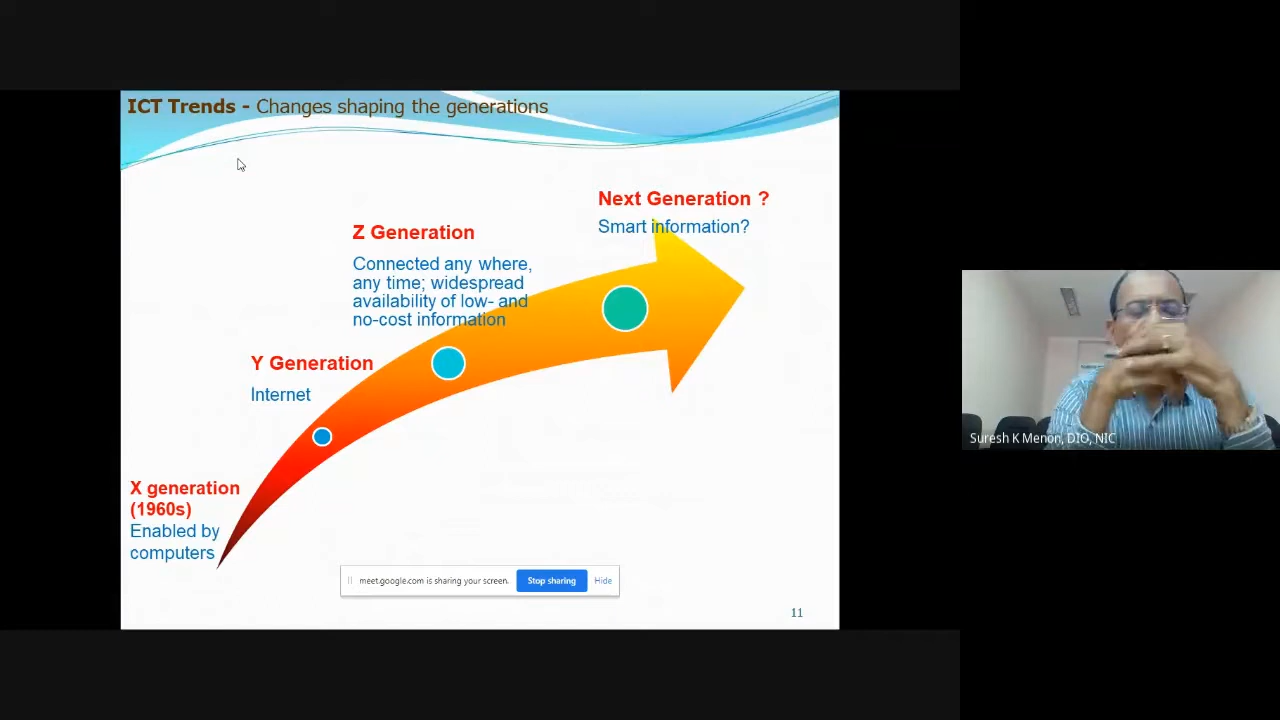 ICT Trends - Changes shaping the generations
Next Generation ?
Smart information?
Z Generation
Connected any where,
any time; widespread
availability of low- and
no-cost information
Y Generation
Internet
X generation
(1960s)
Enabled by
computers
meet.google.com is sharing your screen.
Stop sharing
Hide
11
Suresh K Menon, DIO, NIC